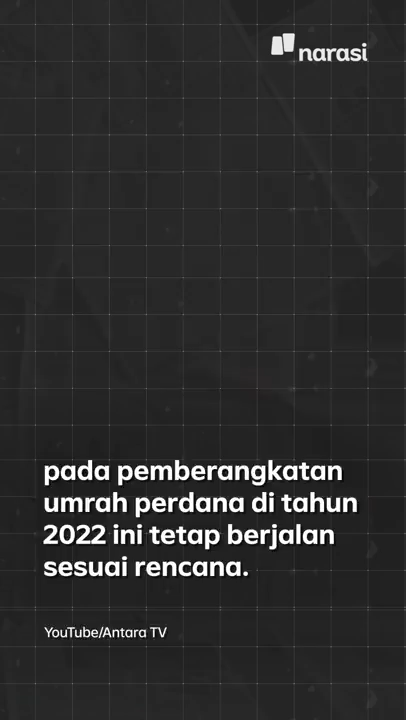 narasi
pada pemberangkatan
umrah perdana di tahun
2022 ini tetap berjalan
sesuai rencana.
YouTube/Antara TV